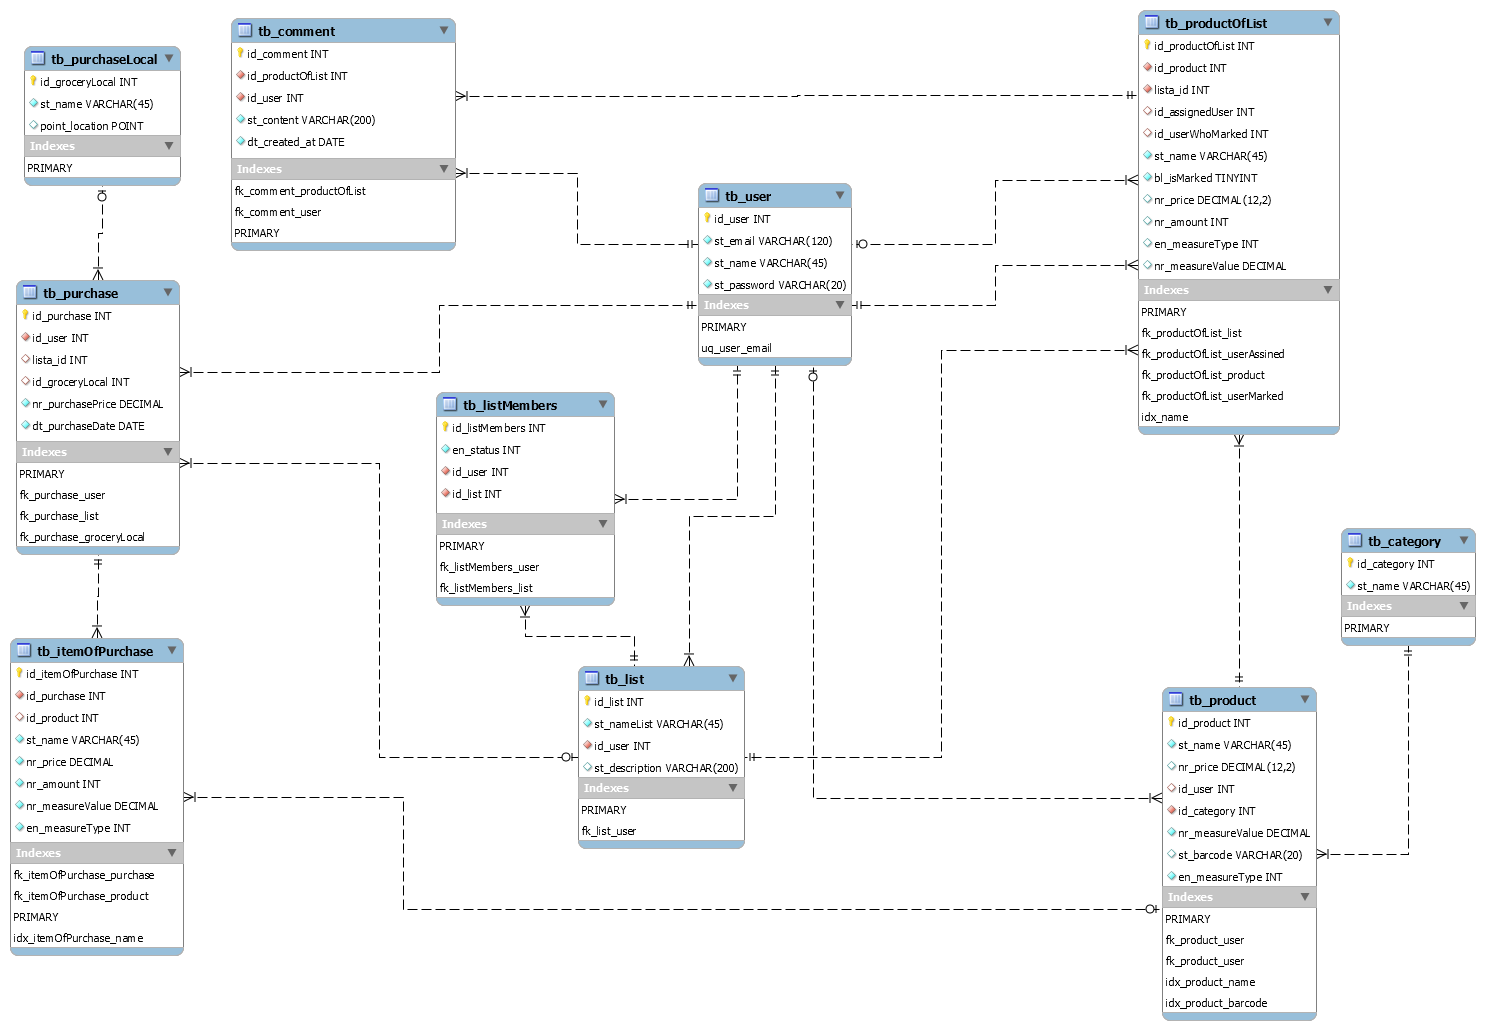 tb_purchaseLocal
id_groceryLocal INT
st_name VARCHAR(45)
point_location POINT
Indexes
PRIMARY
tb_comment
id_comment INT
id_productOfList INT
id_user INT
st_content VARCHAR(200)
dt_created_at DATE
Indexes
fk_comment_productOfList
fk_comment_user
PRIMARY
tb_productOfList
id_productOfList INT
id_product INT
lista_id INT
id_assignedUser INT
id_userWhoMarked INT
st_name VARCHAR(45)
bl_isMarked TINYINT
nr_price DECIMAL(12,2)
nr_amount INT
en_measureType INT
nr_measureValue DECIMAL
Indexes
PRIMARY
fk_productOfList_list
fk_productOfList_userAssined
fk_productOfList_product
fk_productOfList_userMarked
idx_name
tb_user
id_user INT
st_email VARCHAR(120)
st_name VARCHAR(45)
st_password VARCHAR(20)
Indexes
PRIMARY
uq_user_email
tb_purchase
id_purchase INT
id_user INT
lista_id INT
id_groceryLocal INT
nr_purchasePrice DECIMAL
dt_purchaseDate DATE
Indexes
PRIMARY
fk_purchase_user
fk_purchase_list
fk_purchase_groceryLocal
tb_listMembers
id_listMembers INT
en_status INT
id_user INT
id_list INT
Indexes
PRIMARY
fk_listMembers_user
fk_listMembers_list
tb_category
id_category INT
st_name VARCHAR(45)
Indexes
PRIMARY
tb_itemOfPurchase
id_itemOfPurchase INT
id_purchase INT
id_product INT
st_name VARCHAR(45)
nr_price DECIMAL
nr_amount INT
nr_measureValue DECIMAL
en_measureType INT
Indexes
fk_itemOfPurchase_purchase
fk_itemOfPurchase_product
PRIMARY
idx_itemOfPurchase_name
tb_list
id_list INT
st_nameList VARCHAR(45)
id_user INT
st_description VARCHAR(200)
Indexes
PRIMARY
fk_list_user
tb_product
id_product INT
st_name VARCHAR(45)
nr_price DECIMAL(12,2)
id_user INT
id_category INT
nr_measureValue DECIMAL
st_barcode VARCHAR(20)
en_measureType INT
Indexes
PRIMARY
fk_product_user
fk_product_user
idx_product_name
idx_product_barcode